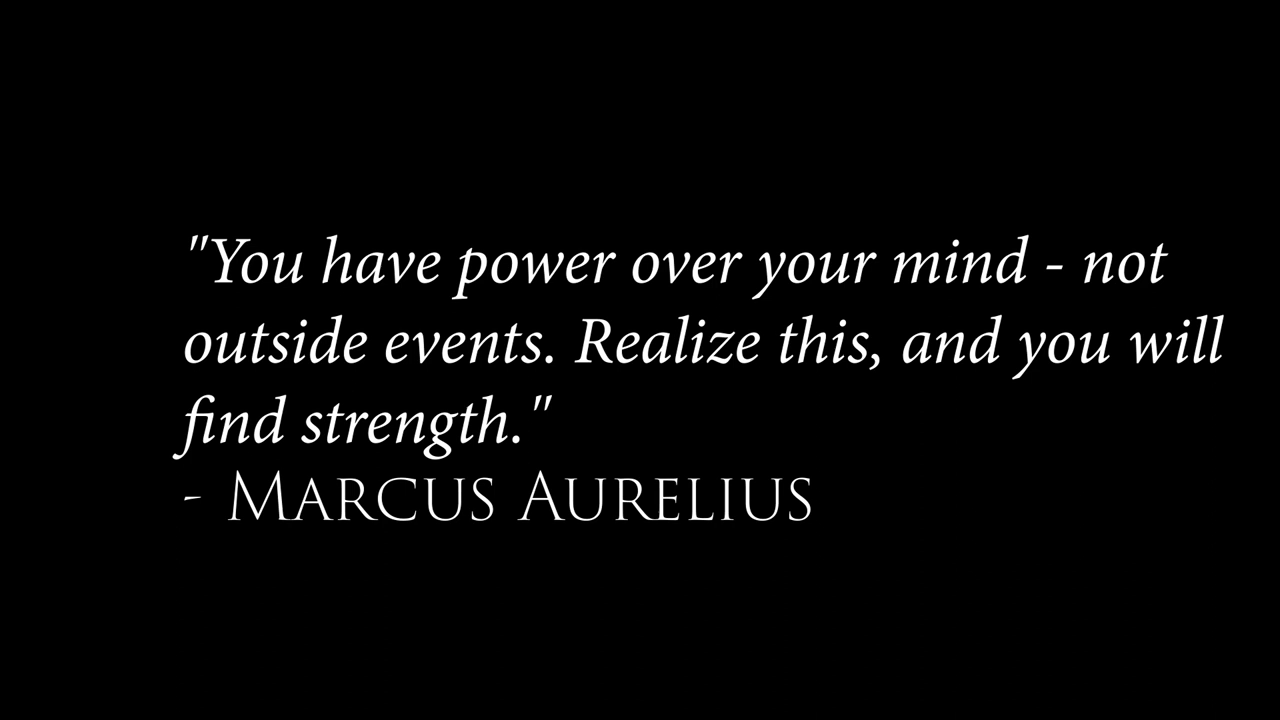 "You have power over your mind - not
outside events. Realize this, and you will
find strength."
- Marcus Aurelius